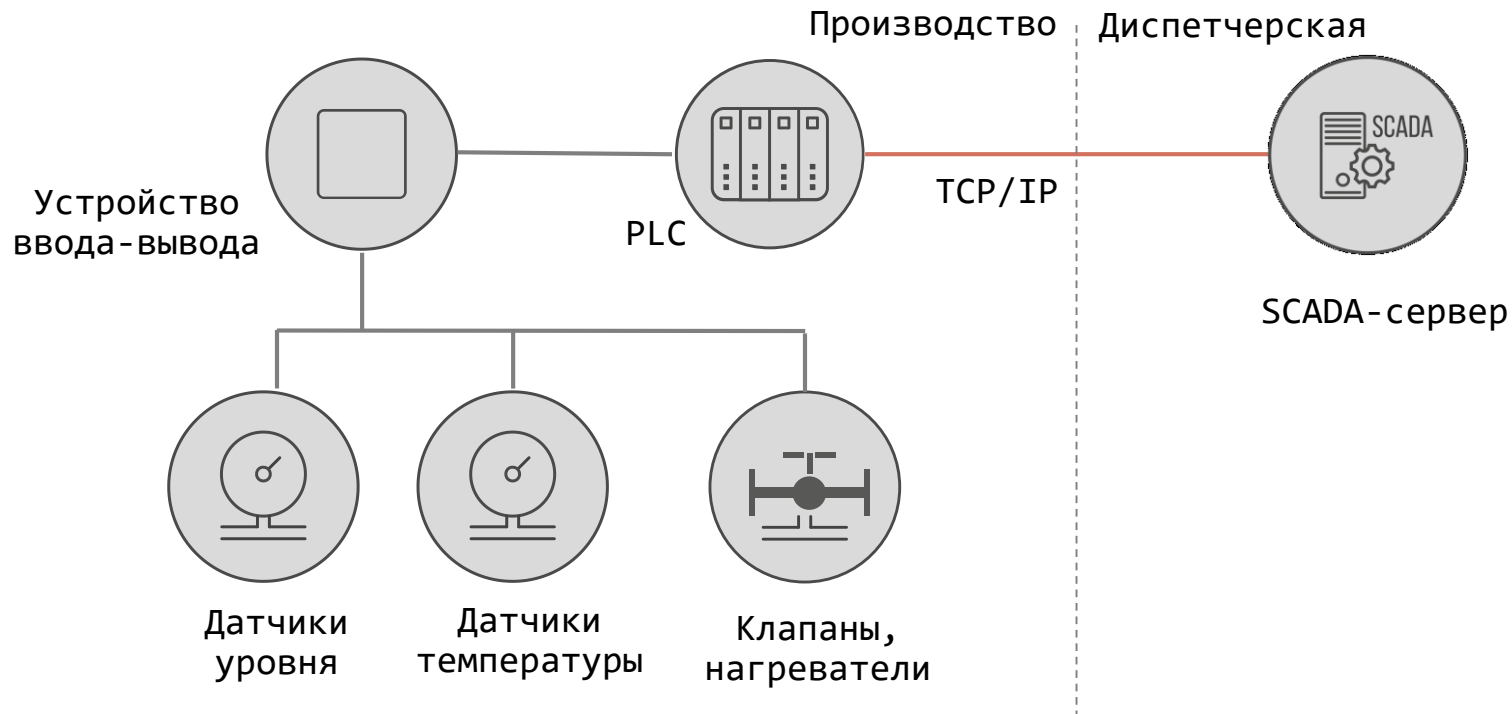 Производство
Диспетчерская
SCADA
Устройство
ввода-вывода
PLC
TCP/IP
SCADA-сервер
Датчики
уровня
Датчики
температуры
Клапаны,
нагреватели